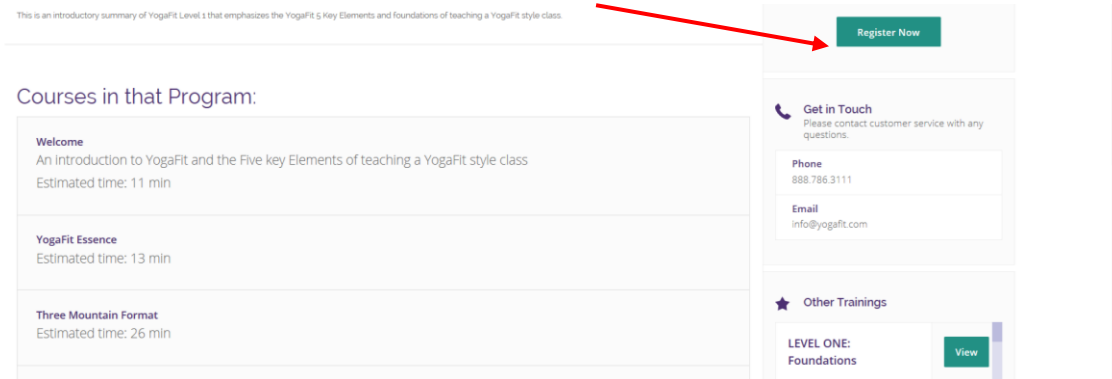 This is an introductory summary of YogaFit Level 1 that emphasizes the YogaFit 5 Key Elements and foundations of teaching a YogaFit style class.
Register Now
Courses in that Program:
Welcome
An introduction to YogaFit and the Five key Elements of teaching a YogaFit style class
Estimated time: 11 min
YogaFit Essence
Estimated time: 13 min
Three Mountain Format
Estimated time: 26 min
Get in Touch
Please contact customer service with any
questions.
Phone
888.786.3111
Email
info@yogafit.com
Other Trainings
LEVEL ONE:
Foundations
View